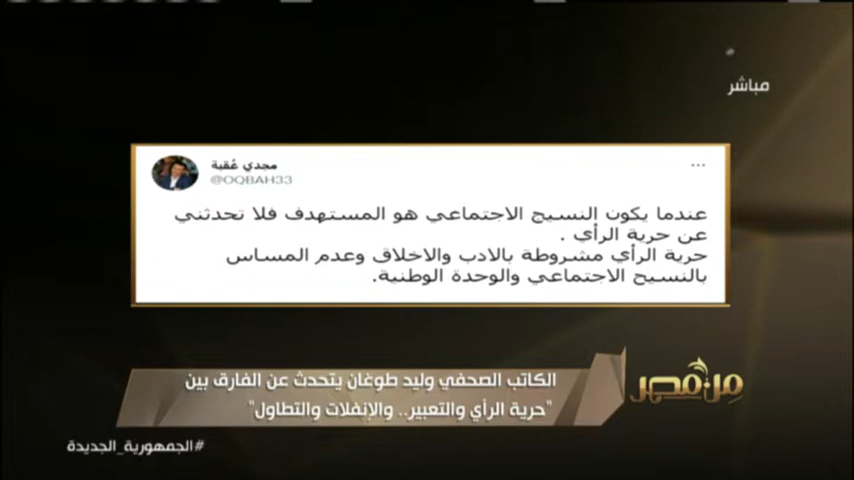 مباشر
مجدي عُقبة
@OQBAH33
...
عندما يكون النسيج الاجتماعي هو المستهدف فلا تحدثني
عن حرية الرأي .
حرية الرأي مشروطة بالادب والاخلاق وعدم المساس
بالنسيج الاجتماعي والوحدة الوطنية.
الكاتب الصحفي وليد طوغان يتحدث عن الفارق بين
"حرية الرأي والتعبير.. والإنفلات والتطاول"
من مصر
#الجمهورية_الجديدة